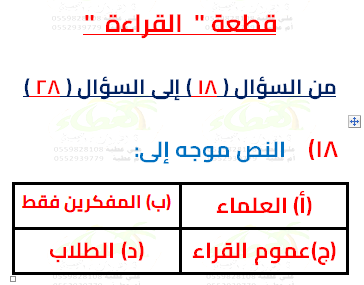 قطعة " القراءة "
من السؤال ( ١٨ ) إلى السؤال ( ٢٨ )
١٨) النص موجه إلى:
(أ) العلماء (ب) المفكرين فقط
(ج)عموم القراء (د) الطلاب